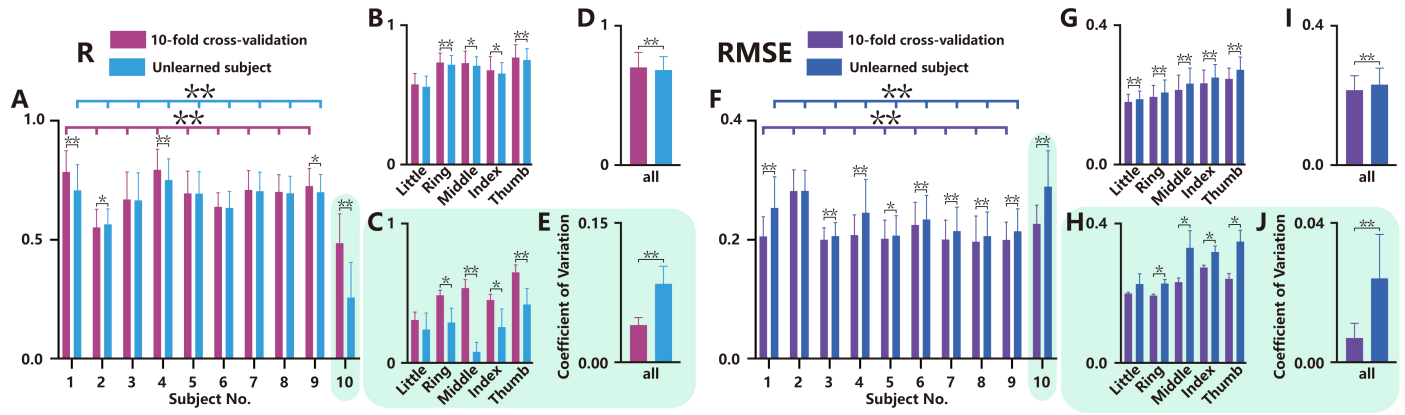 B
D
G
I
R
10-fold cross-validation
Unlearned subject
RMSE
10-fold cross-validation
Unlearned subject
A
**
**
1.0
0.5
0.0
** * ** * **
1 2 3 4 5 6 7 8 9 10
Subject No.
1
0
** * * **
Little Ring Middle Index Thumb
1
0
**
all
C
1
0
* ** * **
Little Ring Middle Index Thumb
E
Coefficient of Variation
0.15
0.00
**
all
F
**
**
0.4
0.2
0.0
** ** ** * ** ** ** ** **
1 2 3 4 5 6 7 8 9 10
Subject No.
0.4
0.0
** ** ** ** **
Little Ring Middle Index Thumb
0.4
0.0
**
all
H
0.4
0.0
* * * *
Little Ring Middle Index Thumb
J
Coefficient of Variation
0.04
0.00
**
all